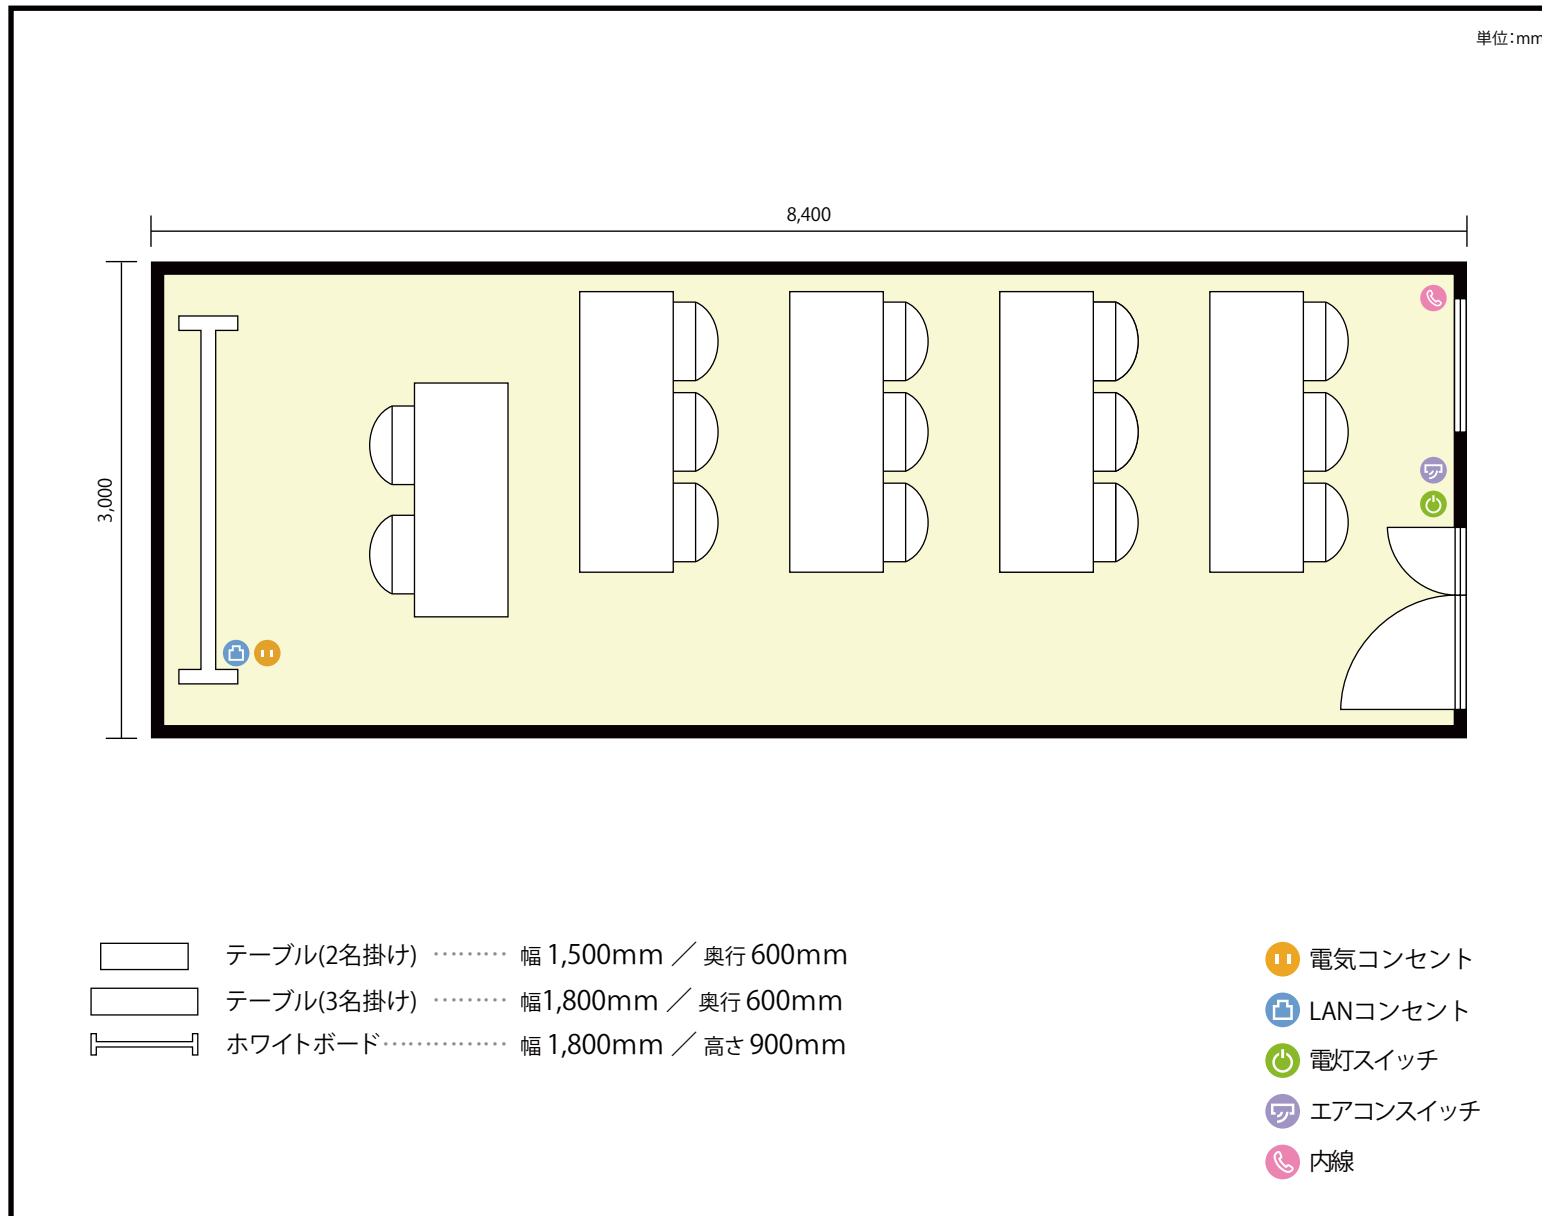 単位：mm
8,400
3,000
テーブル(2名掛け) ……… 幅 1,500mm ／ 奥行 600mm
テーブル(3名掛け) ……… 幅1,800mm ／ 奥行 600mm
ホワイトボード…………… 幅 1,800mm ／ 高さ 900mm
電気コンセント
LANコンセント
電灯スイッチ
エアコンスイッチ
内線